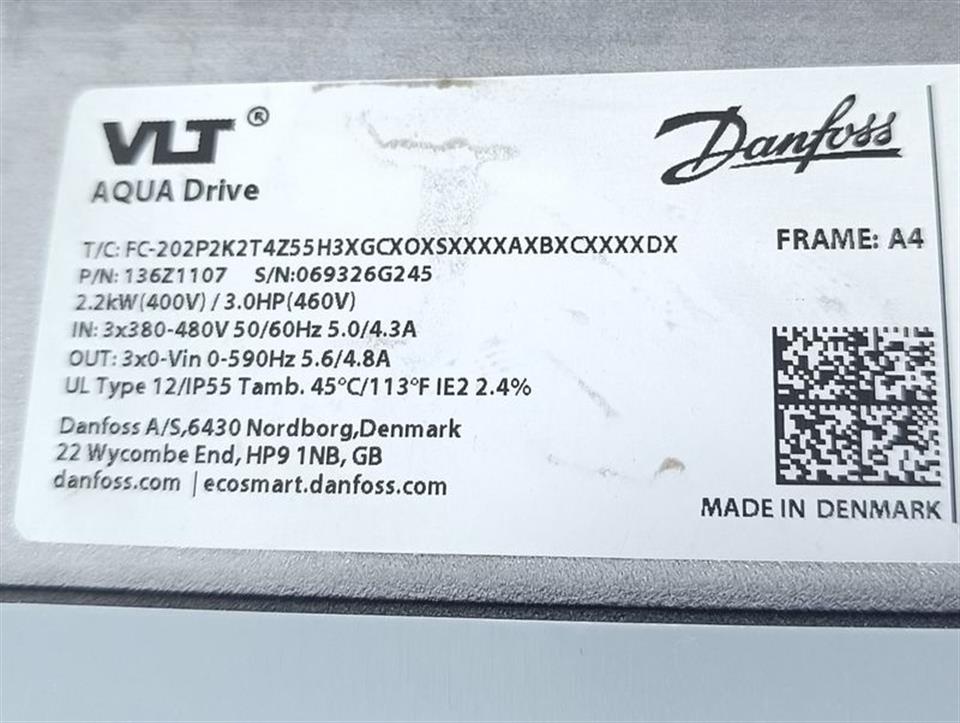 VLT®
Danfoss
AQUA Drive
T/C: FC-202P2K2T4Z55H3XGCXOXSXXXXAXBXCXXXXDX
FRAME: A4
P/N: 136Z1107 S/N:069326G245
2.2kW(400V) / 3.0HP(460V)
IN: 3x380-480V 50/60Hz 5.0/4.3A
OUT: 3x0-Vin 0-590Hz 5.6/4.8A
UL Type 12/IP55 Tamb. 45°C/113°F IE2 2.4%
Danfoss A/S,6430 Nordborg,Denmark
22 Wycombe End, HP9 1NB, GB
danfoss.com | ecosmart.danfoss.com
MADE IN DENMARK